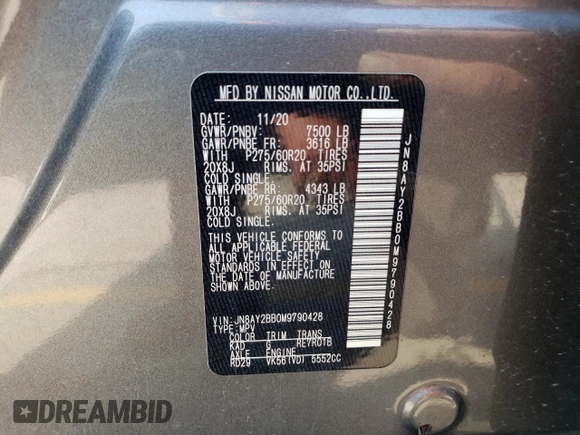 MFD BY NISSAN MOTOR CO.,LTD.
DATE: 11/20
GVWR/PNBV: 7500 LB
GAWR/PNBE FR: 3616 LB
WITH P275/60R20 TIRES
20X8J RIMS. AT 35PSI
COLD SINGLE.
GAWR/PNBE RR: 4343 LB
WITH P275/60R20 TIRES
20X8J RIMS. AT 35PSI
COLD SINGLE.
THIS VEHICLE CONFORMS TO
ALL APPLICABLE FEDERAL
MOTOR VEHICLE SAFETY
STANDARDS IN EFFECT ON
THE DATE OF MANUFACTURE
SHOWN ABOVE.
VIN:JN8AY2BB0M9790428
TYPE:MPV
COLOR TRIM TRANS
KAD G RE7R01B
AXLE ENGINE
RD29 VK56(VD) 5552CC
JN8AY2BB0M9790428
DREAMBID